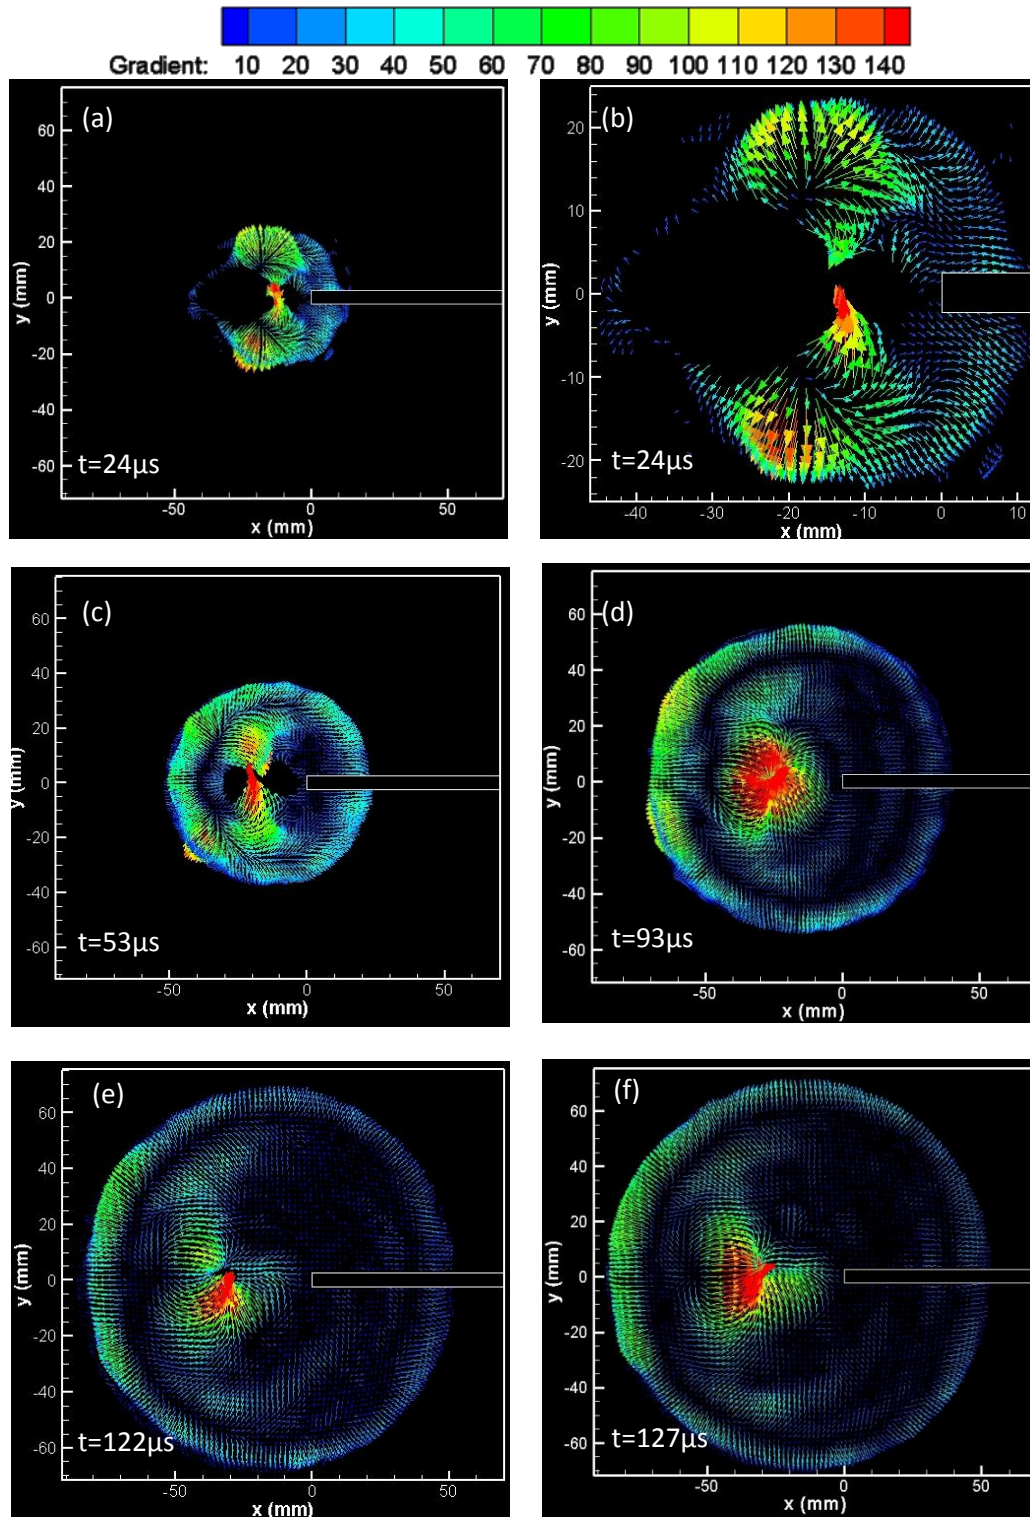 Gradient: 10 20 30 40 50 60 70 80 90 100 110 120 130 140
(a)
60
40
20
0
-20
-40
-60
y (mm)
t=24μs
-50 0 50
x (mm)
(b)
20
10
0
-10
-20
y (mm)
t=24μs
-40 -30 -20 -10 0 10
x (mm)
(c)
60
40
20
0
-20
-40
-60
y (mm)
t=53μs
-50 0 50
x (mm)
(d)
60
40
20
0
-20
-40
-60
y (mm)
t=93μs
-50 0 50
x (mm)
(e)
60
40
20
0
-20
-40
-60
y (mm)
t=122μs
-50 0 50
x (mm)
(f)
60
40
20
0
-20
-40
-60
y (mm)
t=127μs
-50 0 50
x (mm)